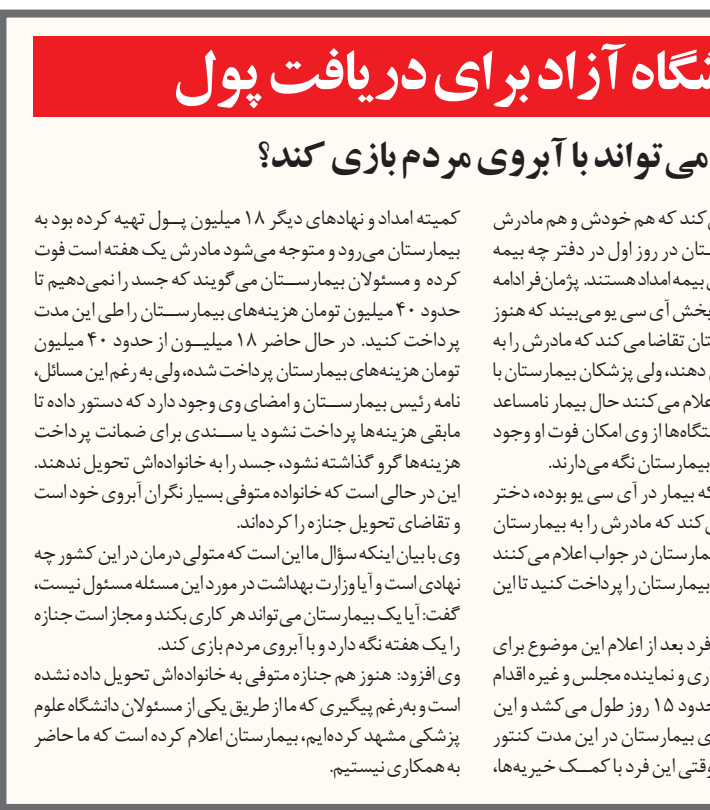 گاه آزاد برای دریافت پول
می‌تواند با آبروی مردم بازی کند؟
کند که هم خودش و هم مادرش
ستان در روز اول در دفترچه بیمه
بیمه امداد هستند. پژمان‌فر ادامه
بخش آی سی یو می‌بیند که هنوز
تان تقاضا می‌کند که مادرش را به
دهند، ولی پزشکان بیمارستان با
علام می‌کنند حال بیمار نامساعد
ستگاه‌ها از وی امکان فوت او وجود
بیمارستان نگه می‌دارند.
که بیمار در آی سی یو بوده، دختر
کند که مادرش را به بیمارستان
مارستان در جواب اعلام می‌کنند
بیمارستان را پرداخت کنید تا این
فرد بعد از اعلام این موضوع برای
اری و نماینده مجلس و غیره اقدام
حدود ۱۵ روز طول می‌کشد و این
ی بیمارستان در این مدت کنتور
وقتی این فرد با کمک خیریه‌ها،
کمیته امداد و نهادهای دیگر ۱۸ میلیون پول تهیه کرده بود به
بیمارستان می‌رود و متوجه می‌شود مادرش یک هفته است فوت
کرده و مسئولان بیمارستان می‌گویند که جسد را نمی‌دهیم تا
حدود ۴۰ میلیون تومان هزینه‌های بیمارستان را طی این مدت
پرداخت کنید. در حال حاضر ۱۸ میلیون از حدود ۴۰ میلیون
تومان هزینه‌های بیمارستان پرداخت شده، ولی به رغم این مسائل،
نامه رئیس بیمارستان و امضای وی وجود دارد که دستور داده تا
مابقی هزینه‌ها پرداخت نشود یا سندی برای ضمانت پرداخت
هزینه‌ها گرو گذاشته نشود، جسد را به خانواده‌اش تحویل ندهند.
این در حالی است که خانواده متوفی بسیار نگران آبروی خود است
و تقاضای تحویل جنازه را کرده‌اند.
وی با بیان اینکه سؤال ما این است که متولی درمان در این کشور چه
نهادی است و آیا وزارت بهداشت در مورد این مسئله مسئول نیست،
گفت: آیا یک بیمارستان می‌تواند هر کاری بکند و مجاز است جنازه
را یک هفته نگه دارد و با آبروی مردم بازی کند.
وی افزود: هنوز هم جنازه متوفی به خانواده‌اش تحویل داده نشده
است و به‌رغم پیگیری که ما از طریق یکی از مسئولان دانشگاه علوم
پزشکی مشهد کرده‌ایم، بیمارستان اعلام کرده است که ما حاضر
به همکاری نیستیم.